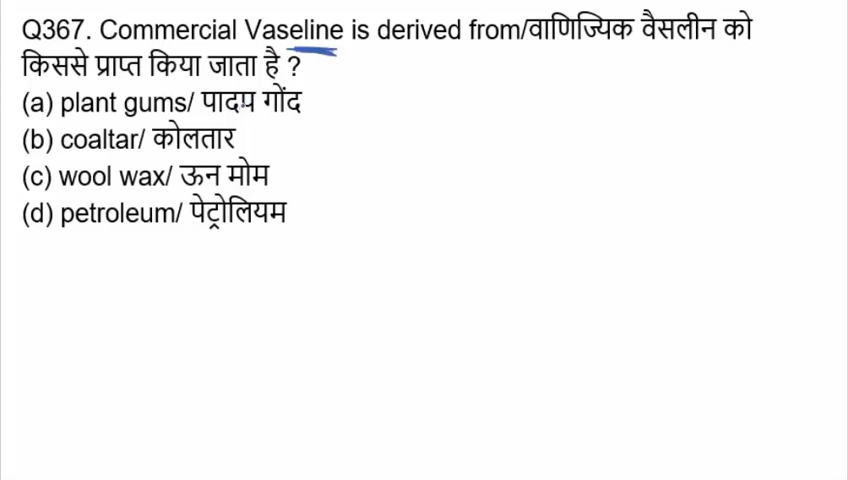 Q367. Commercial Vaseline is derived from/वाणिज्यिक वैसलीन को
किससे प्राप्त किया जाता है ?
(a) plant gums/ पादप गोंद
(b) coaltar/ कोलतार
(c) wool wax/ ऊन मोम
(d) petroleum/ पेट्रोलियम